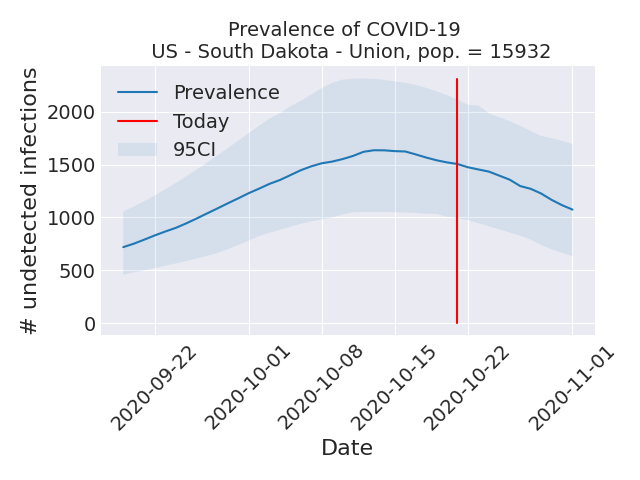 Prevalence of COVID-19
US - South Dakota - Union, pop. = 15932
# undetected infections
2000
1500
1000
500
0
Prevalence
Today
95CI
2020-09-22
2020-10-01
2020-10-08
2020-10-15
2020-10-22
2020-11-01
Date